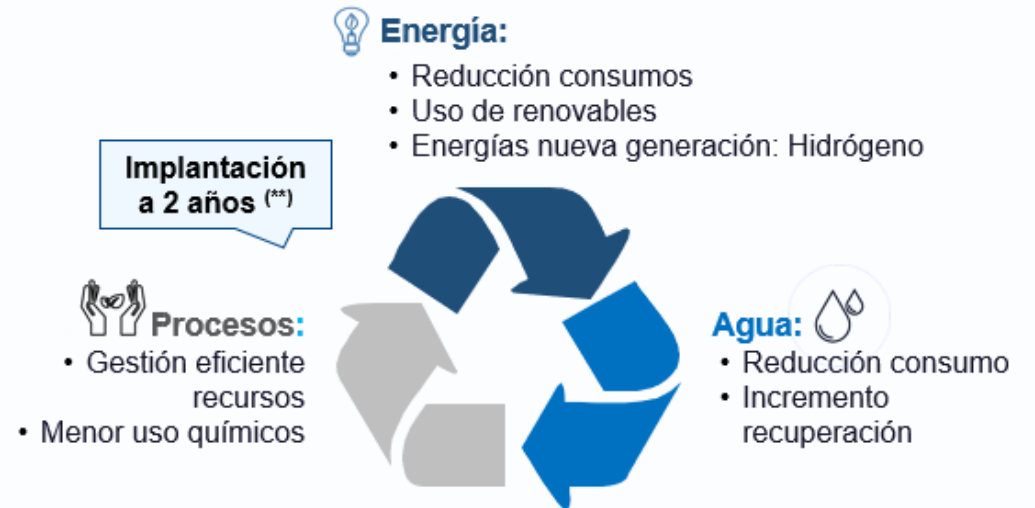 Energía:
• Reducción consumos
• Uso de renovables
• Energías nueva generación: Hidrógeno
Implantación
a 2 años (**)
Procesos:
• Gestión eficiente
recursos
• Menor uso químicos
Agua:
• Reducción consumo
• Incremento
recuperación